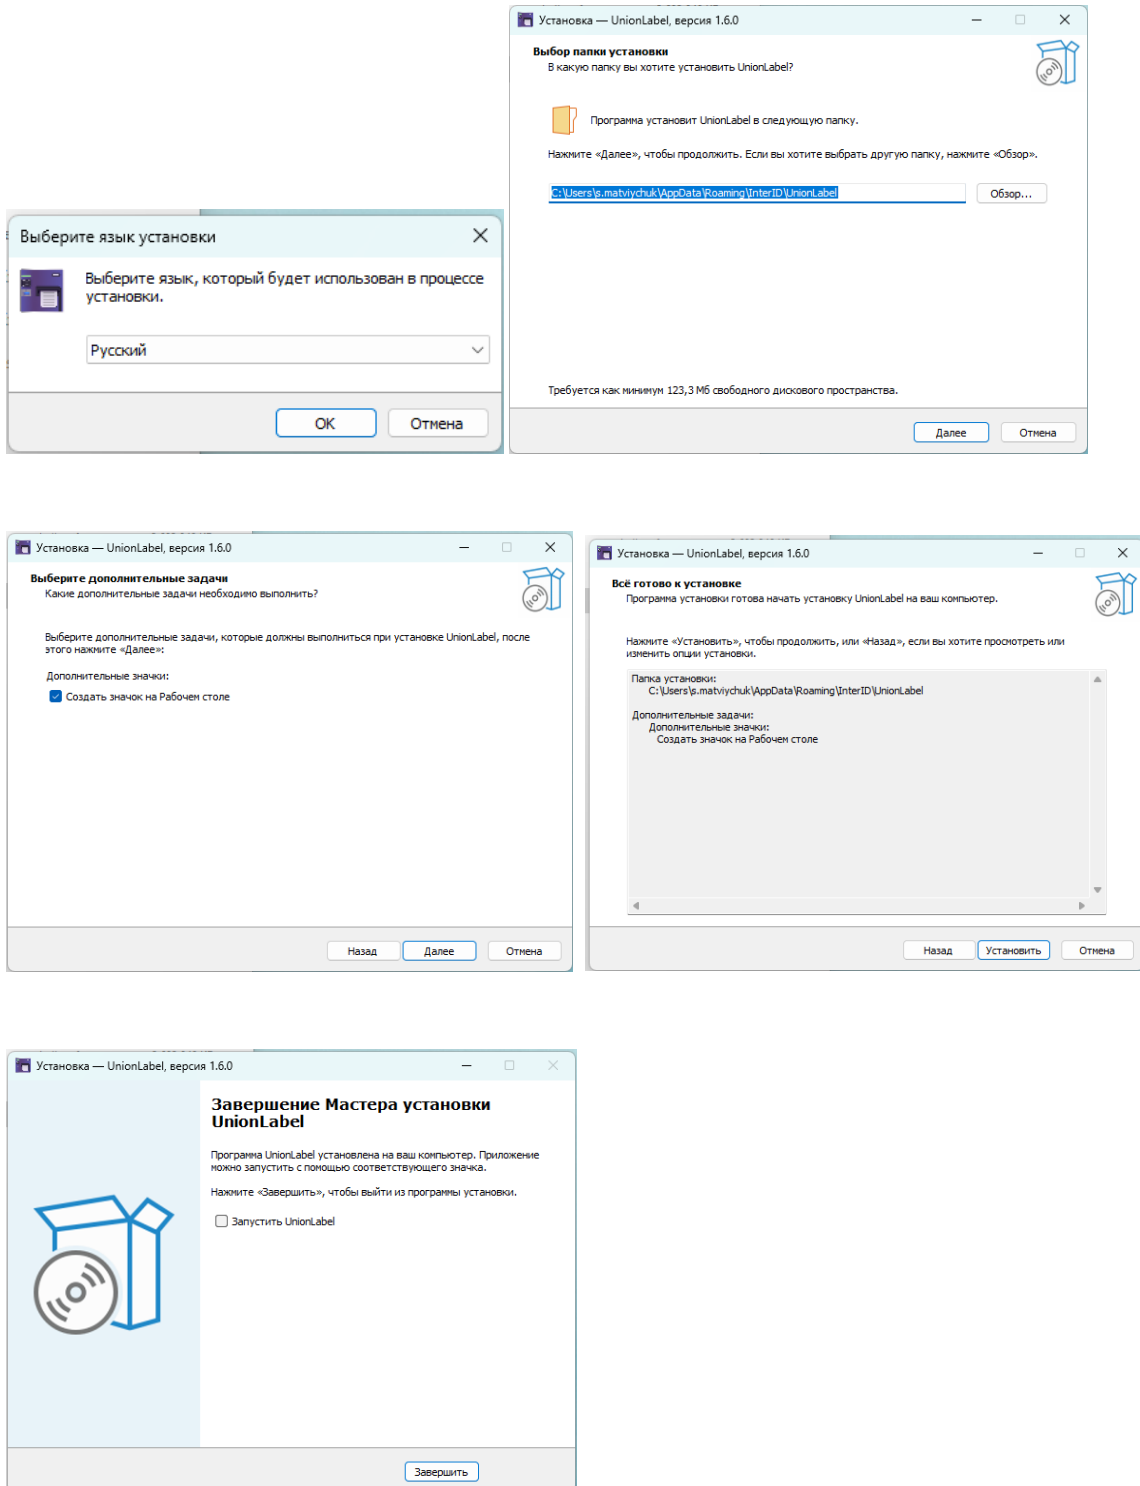 Выберите язык установки
Выберите язык, который будет использован в процессе
установки.
Русский
OK
Отмена
Установка — UnionLabel, версия 1.6.0
Выбор папки установки
В какую папку вы хотите установить UnionLabel?
Программа установит UnionLabel в следующую папку.
Нажмите «Далее», чтобы продолжить. Если вы хотите выбрать другую папку, нажмите «Обзор».
C:\Users\s.matviychuk\AppData\Roaming\InterID\UnionLabel
Обзор...
Требуется как минимум 123,3 Мб свободного дискового пространства.
Далее
Отмена
Установка — UnionLabel, версия 1.6.0
Выберите дополнительные задачи
Какие дополнительные задачи необходимо выполнить?
Выберите дополнительные задачи, которые должны выполниться при установке UnionLabel, после
этого нажмите «Далее»:
Дополнительные значки:
Создать значок на Рабочем столе
Назад
Далее
Отмена
Установка — UnionLabel, версия 1.6.0
Всё готово к установке
Программа установки готова начать установку UnionLabel на ваш компьютер.
Нажмите «Установить», чтобы продолжить, или «Назад», если вы хотите просмотреть или
изменить опции установки.
Папка установки:
C:\Users\s.matviychuk\AppData\Roaming\InterID\UnionLabel
Дополнительные задачи:
Дополнительные значки:
Создать значок на Рабочем столе
Назад
Установить
Отмена
Установка — UnionLabel, версия 1.6.0
Завершение Мастера установки
UnionLabel
Программа UnionLabel установлена на ваш компьютер. Приложение
можно запустить с помощью соответствующего значка.
Нажмите «Завершить», чтобы выйти из программы установки.
Запустить UnionLabel
Завершить